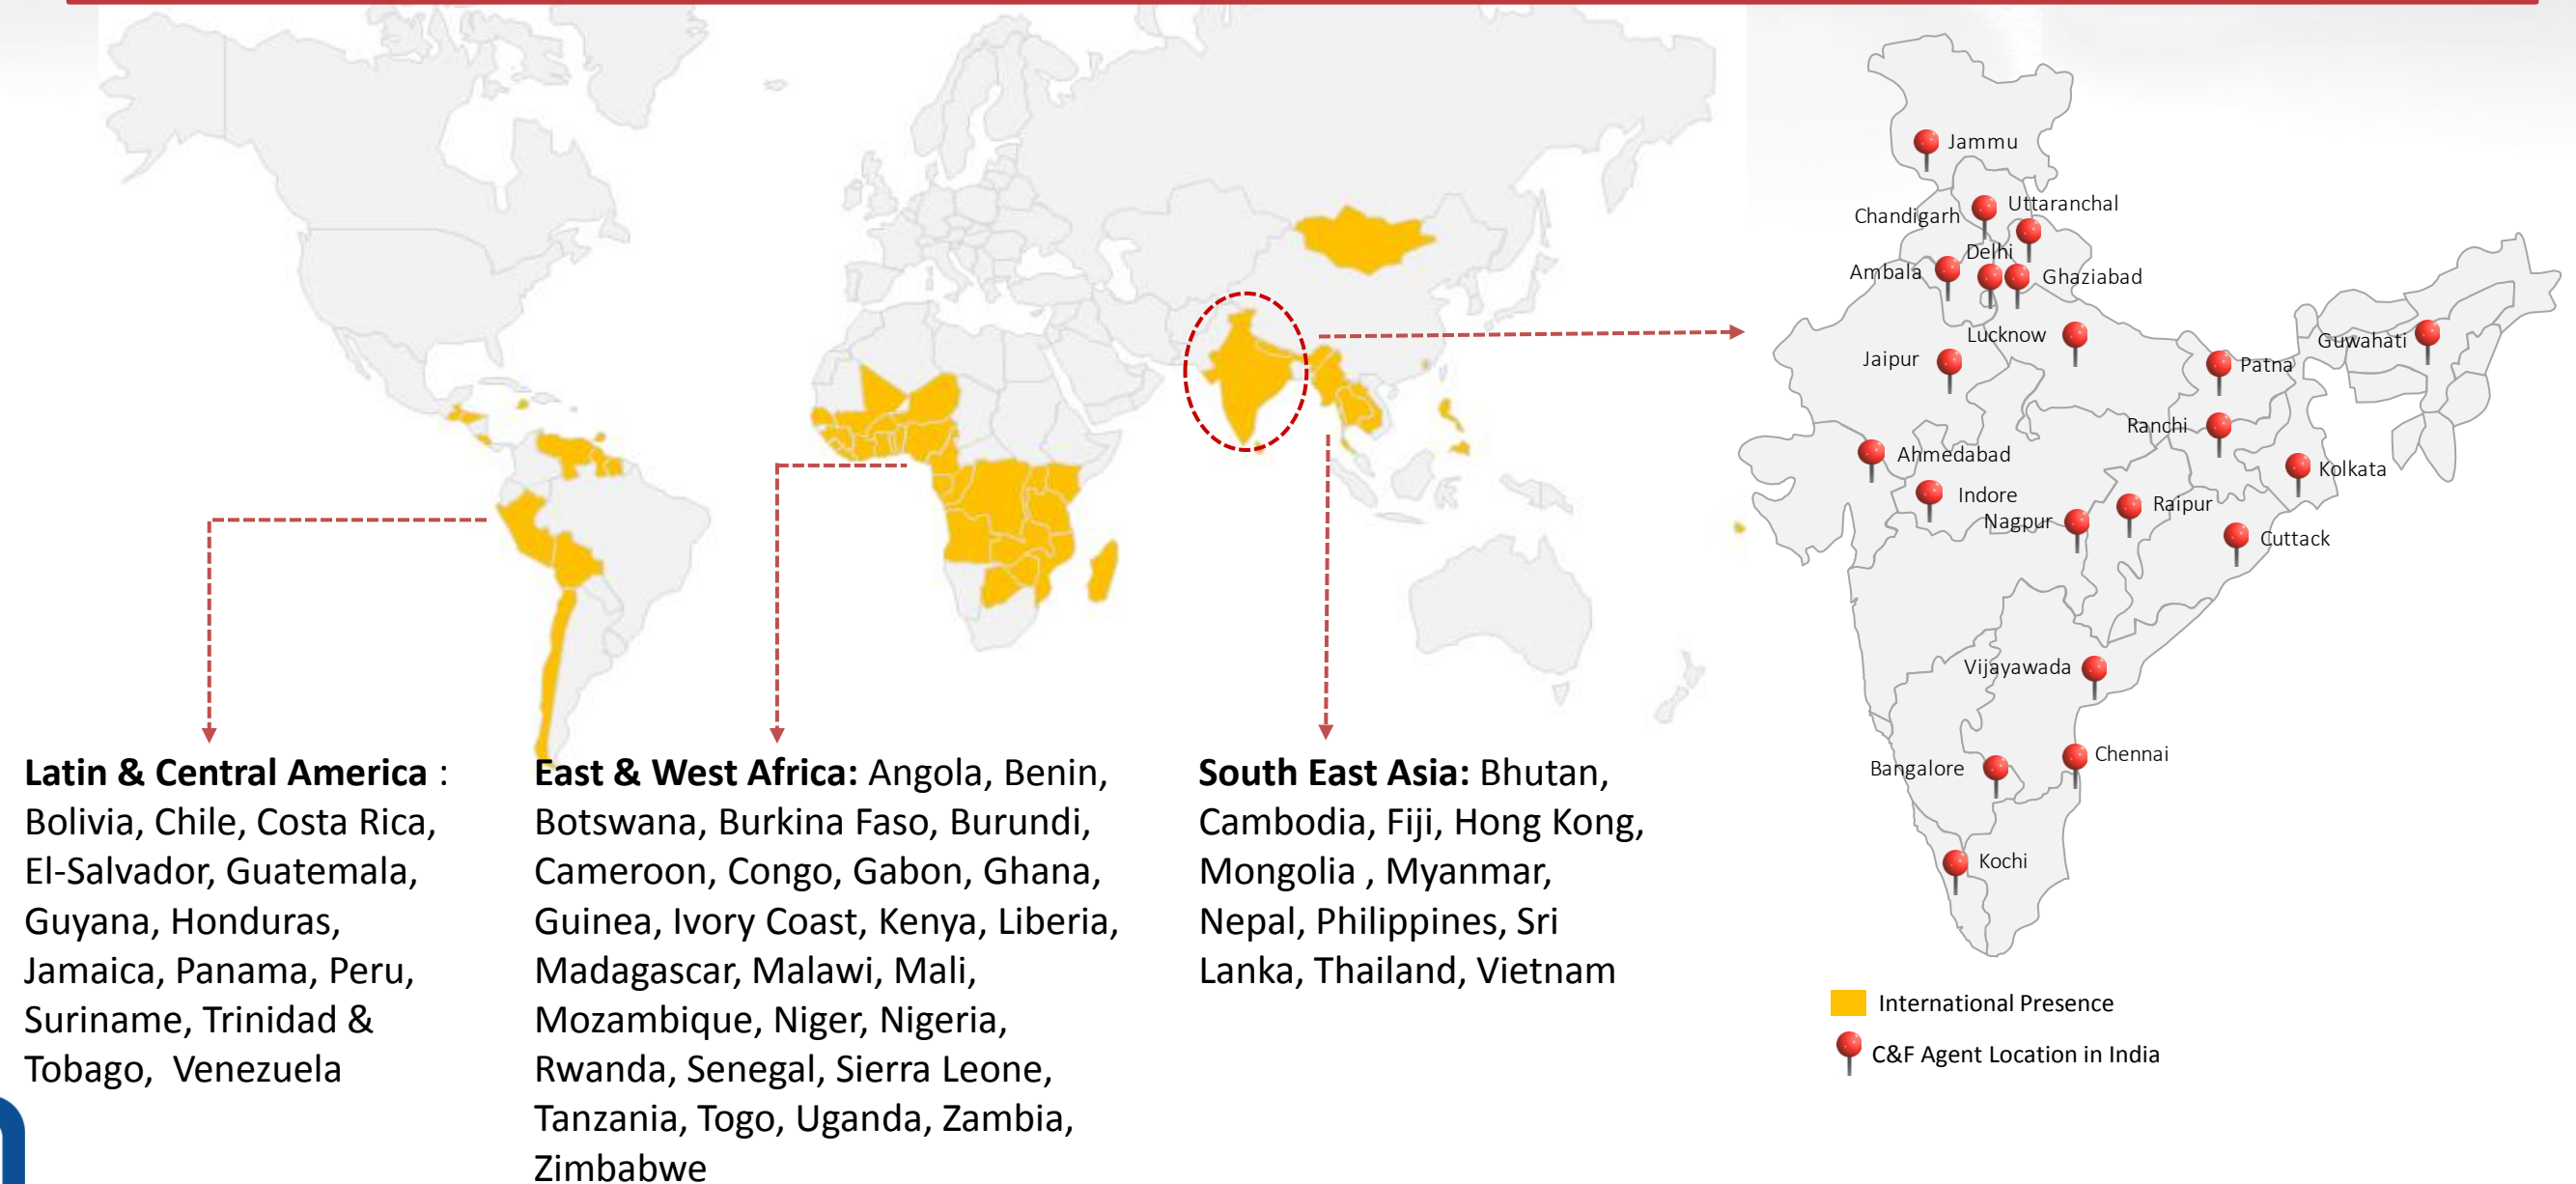 Jammu
Chandigarh
Uttaranchal
Delhi
Ambala
Ghaziabad
Lucknow
Guwahati
Jaipur
Patna
Ranchi
Ahmedabad
Kolkata
Indore
Raipur
Nagpur
Cuttack
Vijayawada
Chennai
Bangalore
Kochi
International Presence
C&F Agent Location in India
Latin & Central America :
Bolivia, Chile, Costa Rica,
El-Salvador, Guatemala,
Guyana, Honduras,
Jamaica, Panama, Peru,
Suriname, Trinidad &
Tobago,  Venezuela
East & West Africa: Angola, Benin,
Botswana, Burkina Faso, Burundi,
Cameroon, Congo, Gabon, Ghana,
Guinea, Ivory Coast, Kenya, Liberia,
Madagascar, Malawi, Mali,
Mozambique, Niger, Nigeria,
Rwanda, Senegal, Sierra Leone,
Tanzania, Togo, Uganda, Zambia,
Zimbabwe
South East Asia: Bhutan,
Cambodia, Fiji, Hong Kong,
Mongolia , Myanmar,
Nepal, Philippines, Sri
Lanka, Thailand, Vietnam